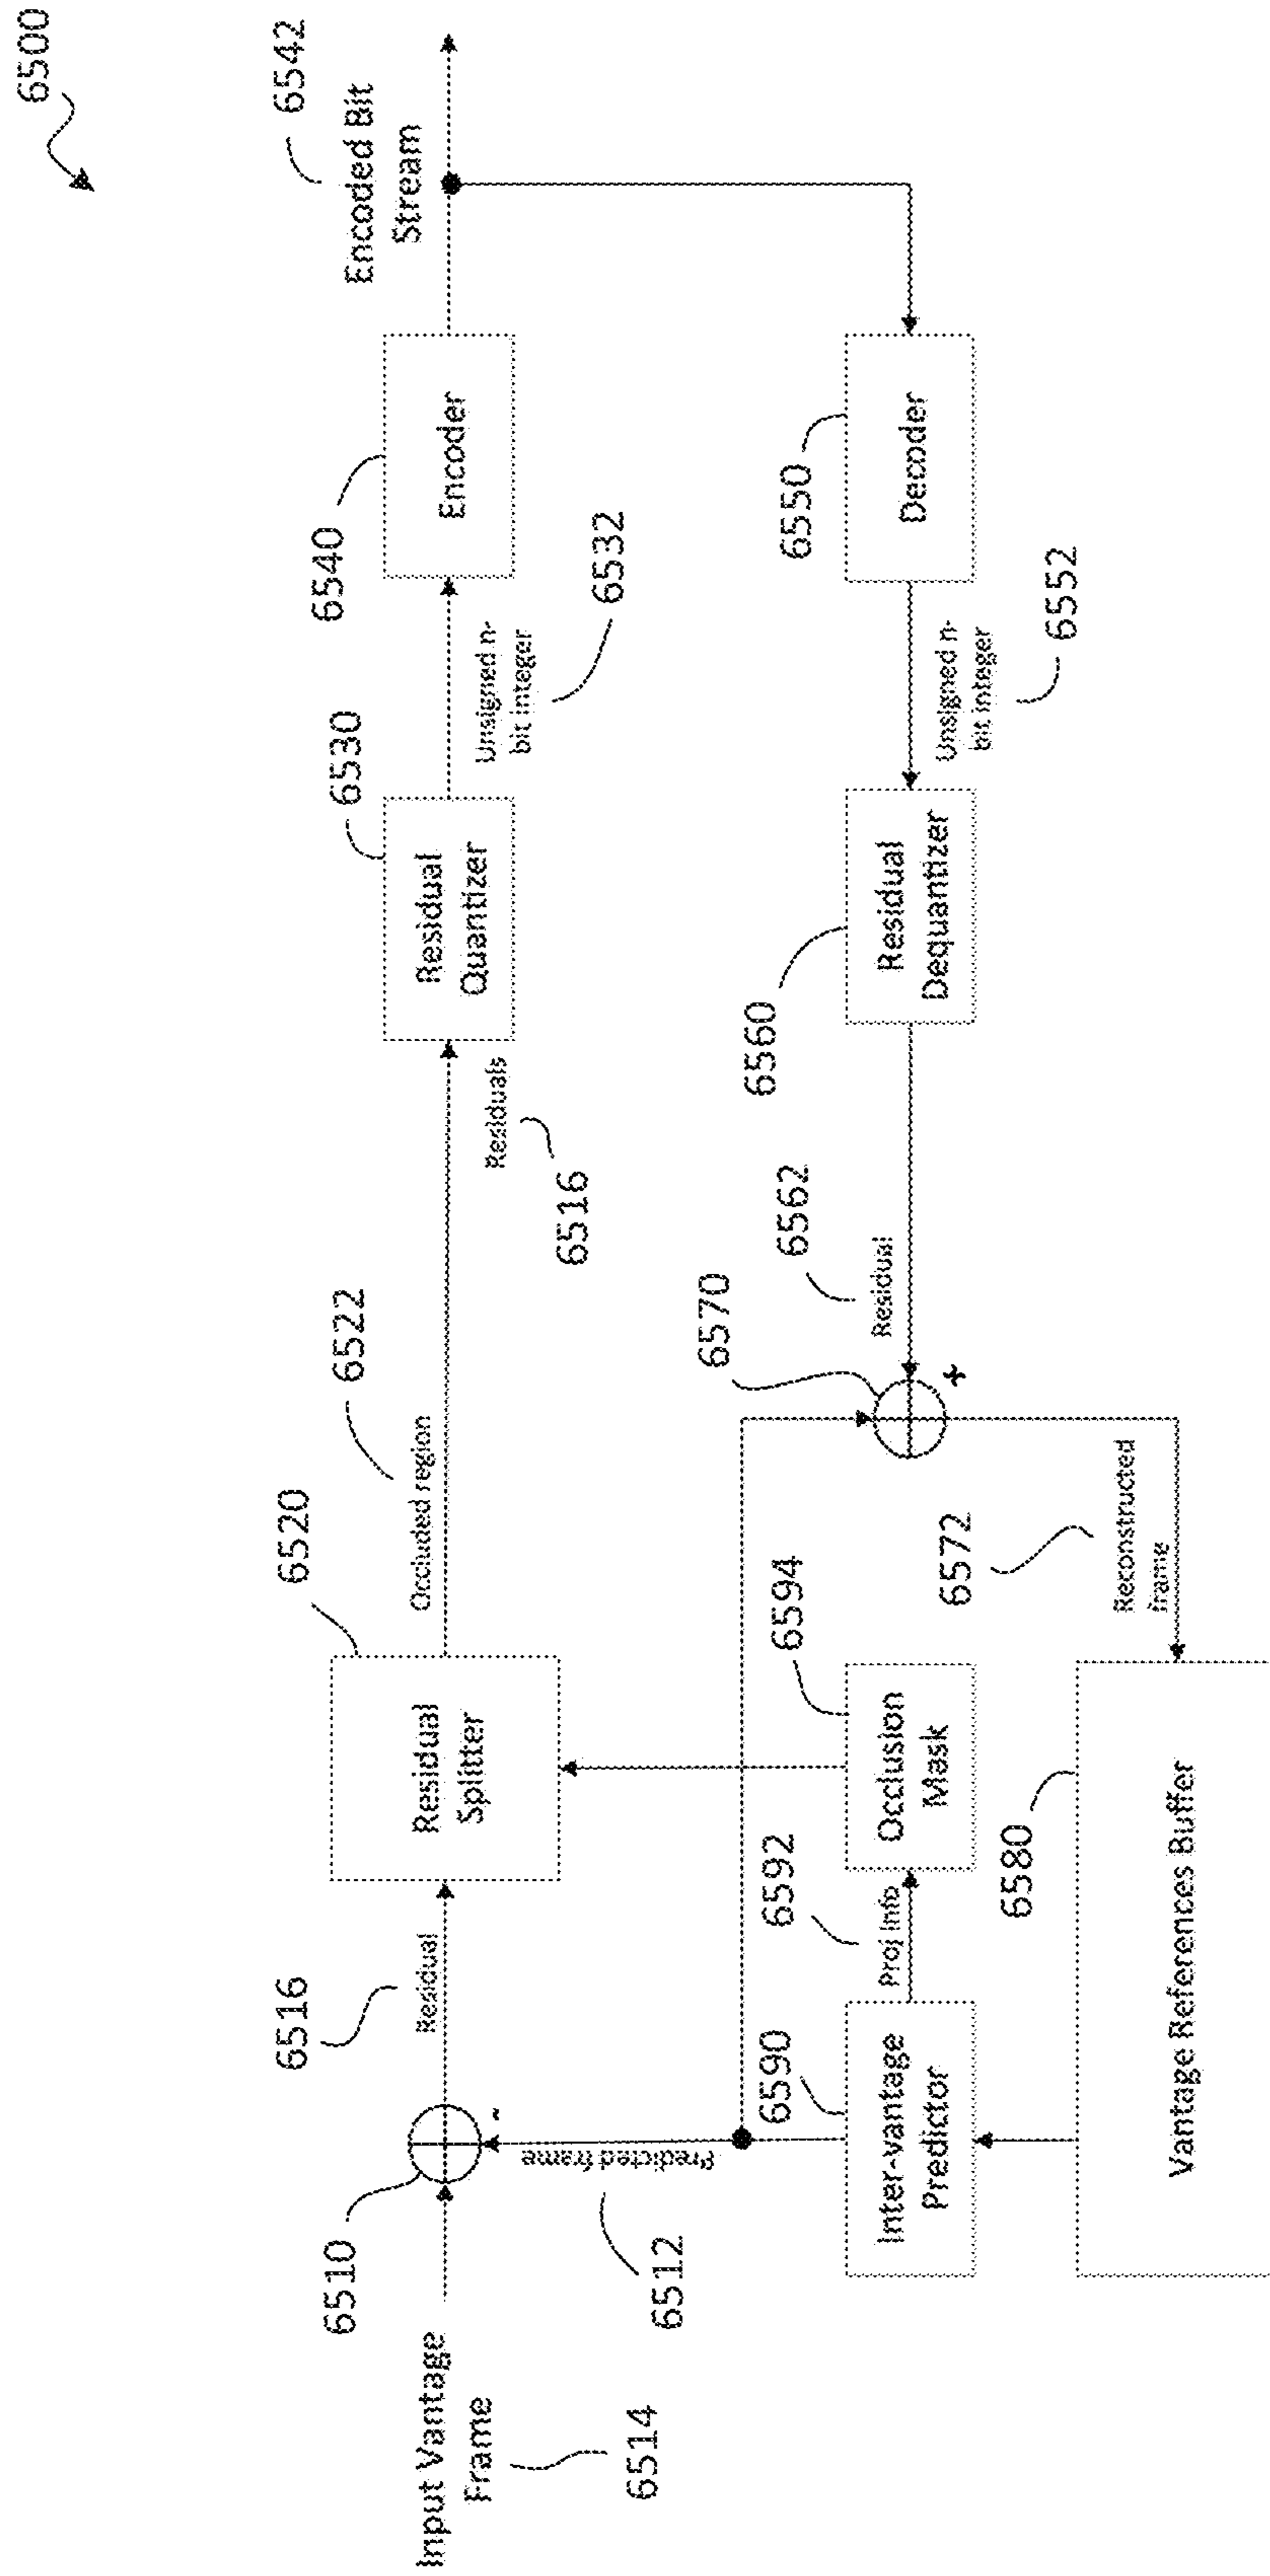 6500
6542
Encoded Bit
Stream
6540
Encoder
6532
Unsigned n-
bit integer
6530
Residual
Quantizer
Residuals
6516
6522
Occluded region
6520
Residual
Splitter
6516
Residual
6510
-
Input Vantage
Frame
6514
6512
Predicted frame
6550
Decoder
6552
Unsigned n-
bit integer
6560
Residual
Dequantizer
6562
Residual
6570
+
6572
Reconstructed
frame
6594
Occlusion
Mask
6592
Proj Info
6590
Inter-vantage
Predictor
6580
Vantage References Buffer